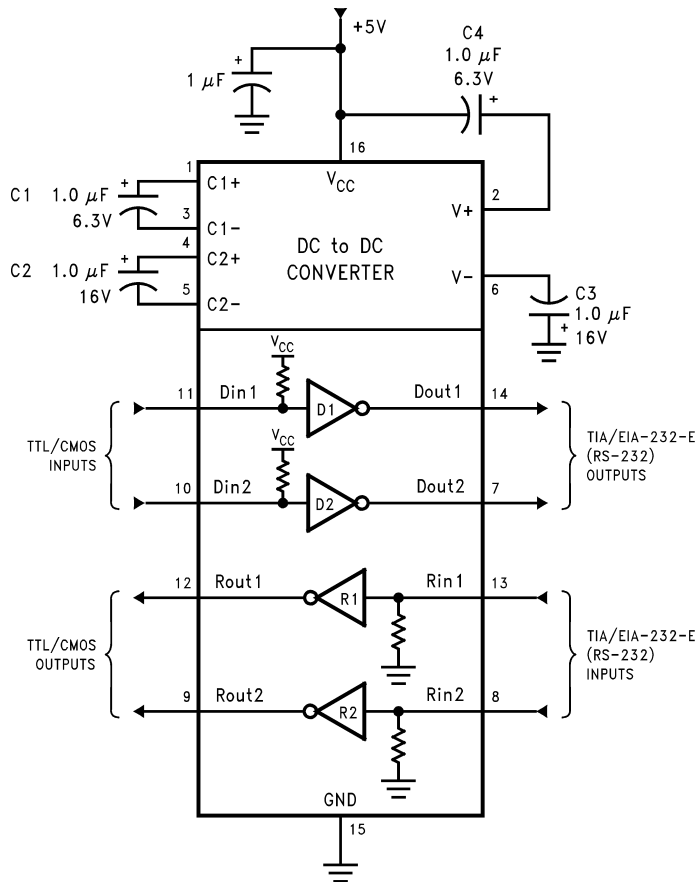 +5V
C4
1.0 μF
6.3V
+
+
1 μF
16
VCC
1
C1+
C1 1.0 μF
6.3V
+
3
C1-
4
C2+
C2 1.0 μF
16V
+
5
C2-
DC to DC
CONVERTER
2
V+
V-
6
C3
1.0 μF
16V
+
VCC
11
Din1
D1
Dout1
14
TTL/CMOS
INPUTS
VCC
10
Din2
D2
Dout2
7
TIA/EIA-232-E
(RS-232)
OUTPUTS
12
Rout1
R1
Rin1
13
TTL/CMOS
OUTPUTS
9
Rout2
R2
Rin2
8
TIA/EIA-232-E
(RS-232)
INPUTS
GND
15